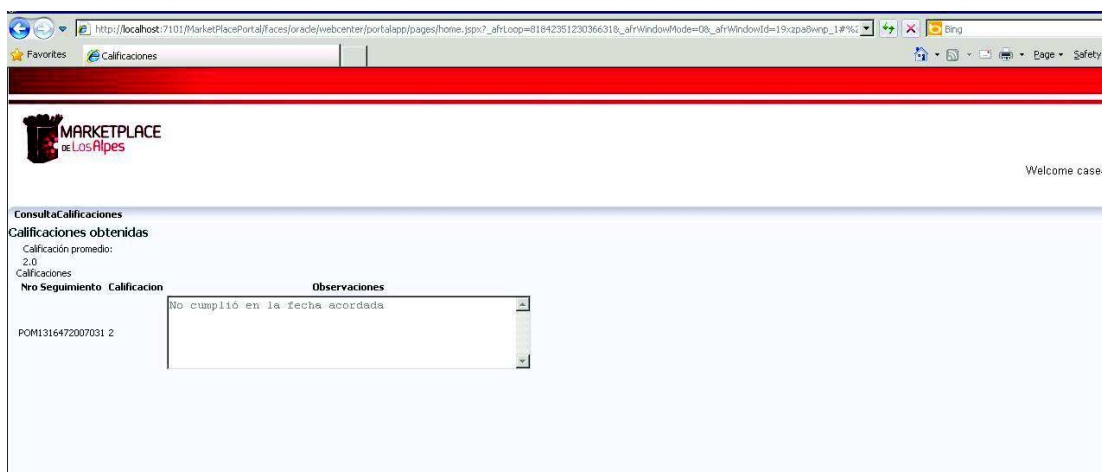 http://localhost:7101/MarketPlacePortal/faces/oracle/webcenter/portalapp/pages/home.jspx?_afrLoop=8184235123036631&_afrWindowMode=0&_afrWindowId=19xzpa8wnp_1#%2
Bing
Favorites
Calificaciones
Page
Safety
MARKETPLACE
DE Los Alpes
Welcome case
ConsultaCalificaciones
Calificaciones obtenidas
Calificación promedio:
2.0
Calificaciones
Nro Seguimiento Calificacion Observaciones
No cumplió en la fecha acordada
POM1316472007031 2